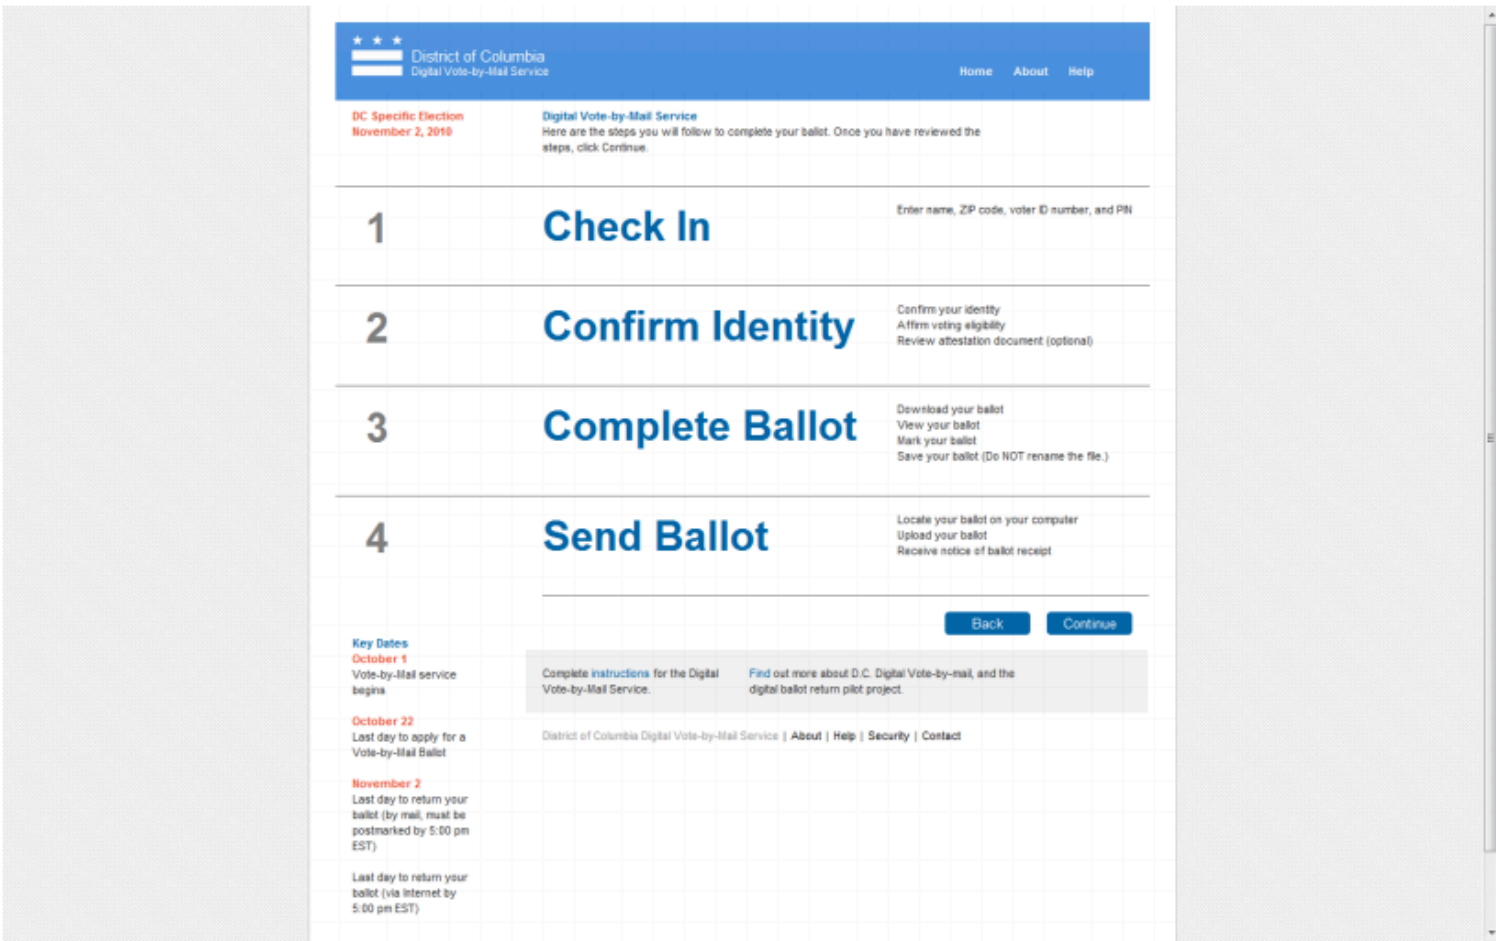 District of Columbia
Digital Vote-by-Mail Service
Home About Help
DC Specific Election
November 2, 2010
Digital Vote-by-Mail Service
Here are the steps you will follow to complete your ballot. Once you have reviewed the
steps, click Continue.
1
Check In
Enter name, ZIP code, voter ID number, and PIN
2
Confirm Identity
Confirm your identity
Affirm voting eligibility
Review attestation document (optional)
3
Complete Ballot
Download your ballot
View your ballot
Mark your ballot
Save your ballot (Do NOT rename the file.)
4
Send Ballot
Locate your ballot on your computer
Upload your ballot
Receive notice of ballot receipt
Back
Continue
Key Dates
October 1
Vote-by-Mail service
begins
October 22
Last day to apply for a
Vote-by-Mail Ballot
November 2
Last day to return your
ballot (by mail, must be
postmarked by 5:00 pm
EST)
Last day to return your
ballot (via Internet by
5:00 pm EST)
Complete instructions for the Digital
Vote-by-Mail Service.
Find out more about D.C. Digital Vote-by-mail, and the
digital ballot return pilot project.
District of Columbia Digital Vote-by-Mail Service | About | Help | Security | Contact